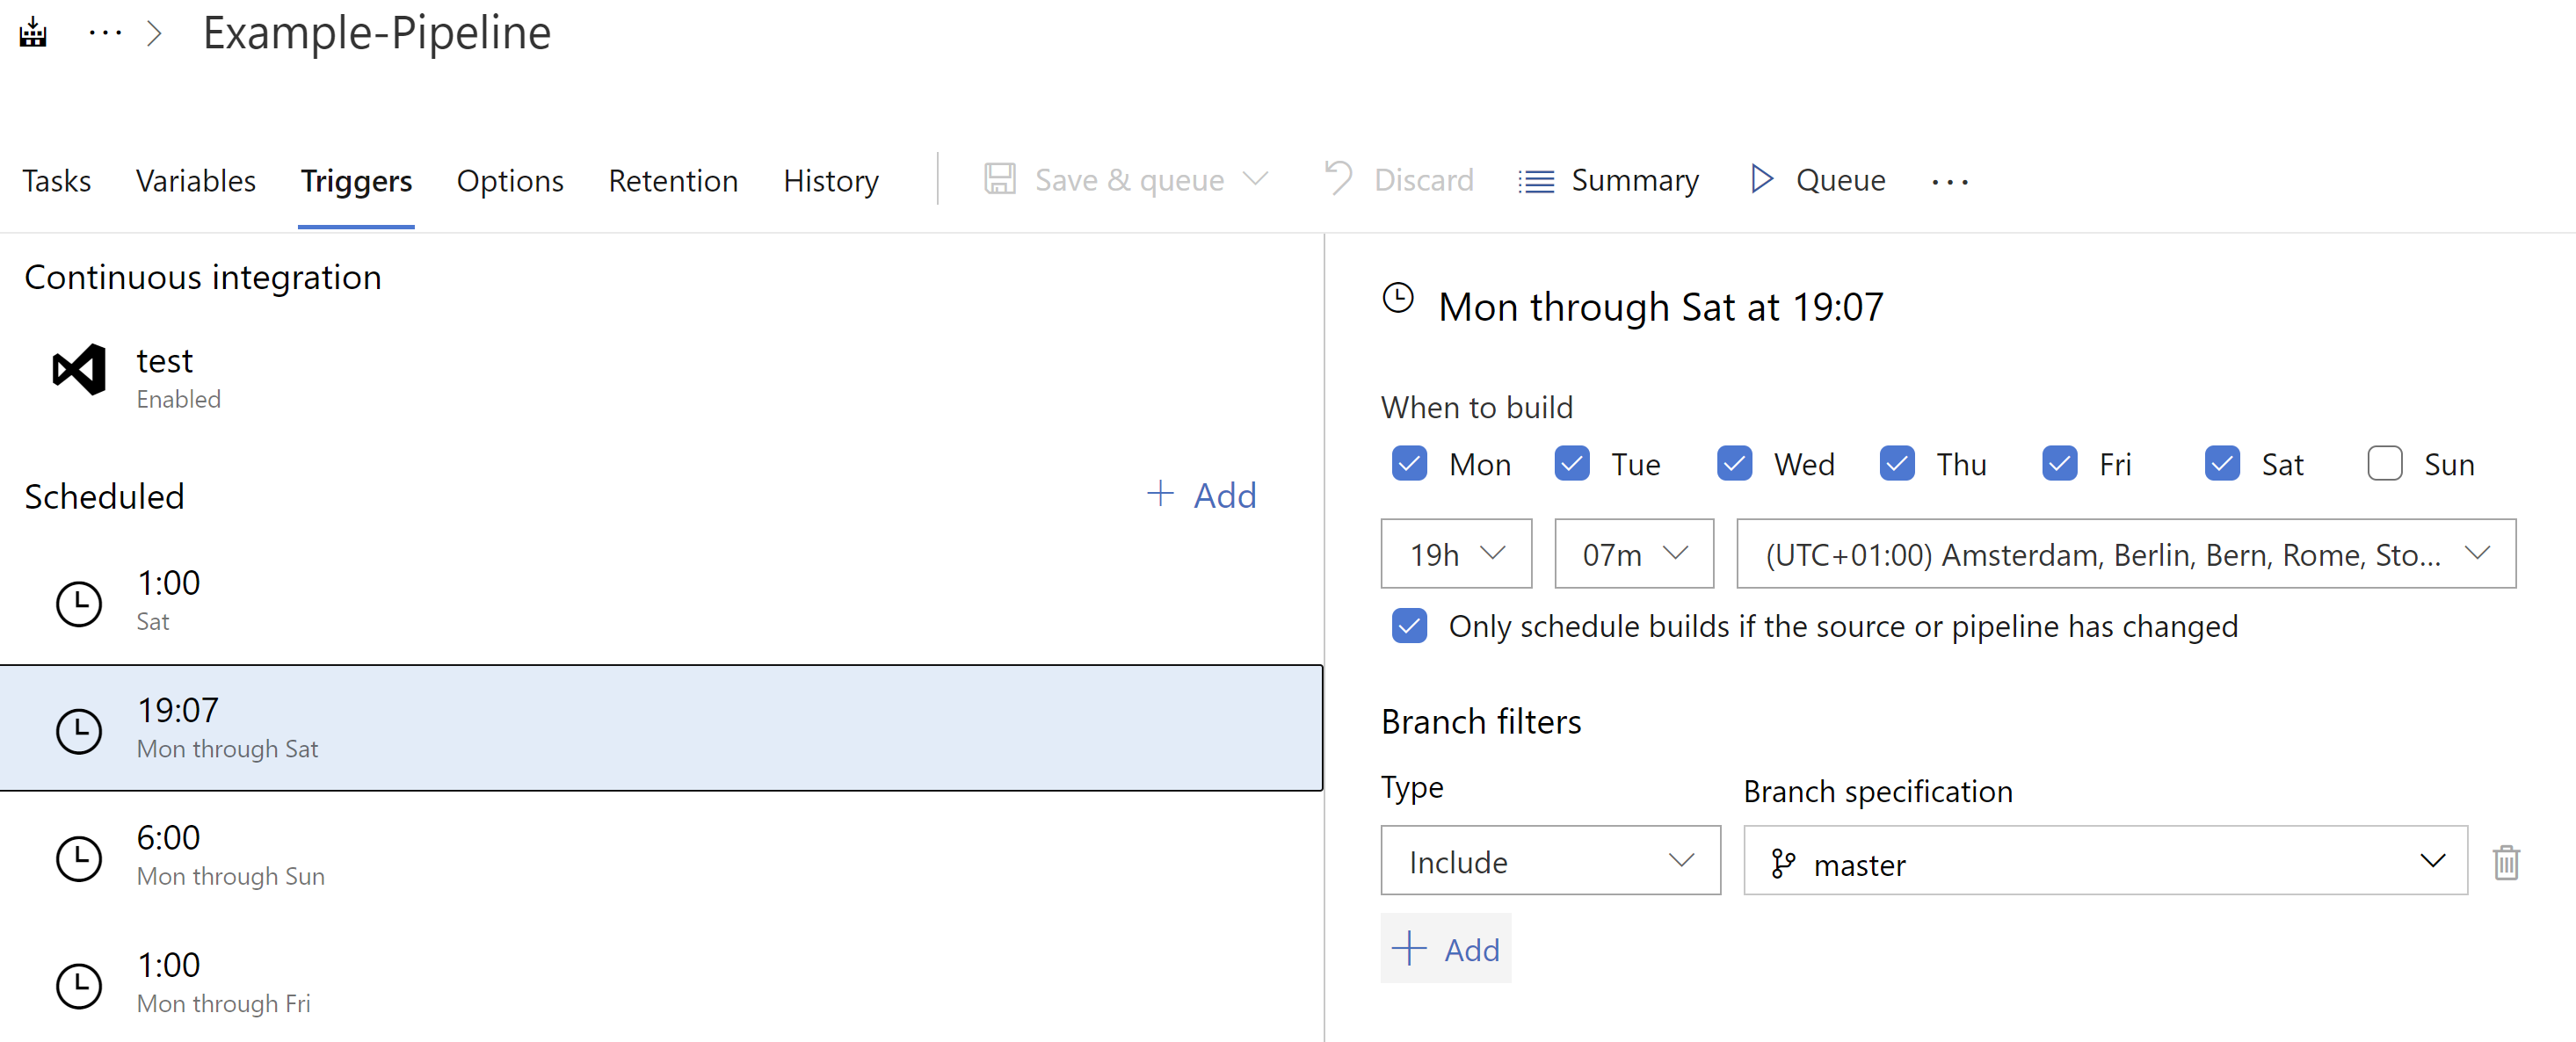 ··· > Example-Pipeline
Tasks Variables Triggers Options Retention History Save & queue Discard Summary Queue ···
Continuous integration
test
Enabled
Scheduled
+ Add
1:00
Sat
19:07
Mon through Sat
6:00
Mon through Sun
1:00
Mon through Fri
Mon through Sat at 19:07
When to build
Mon Tue Wed Thu Fri Sat Sun
19h 07m (UTC+01:00) Amsterdam, Berlin, Bern, Rome, Sto...
Only schedule builds if the source or pipeline has changed
Branch filters
Type Branch specification
Include master
+ Add